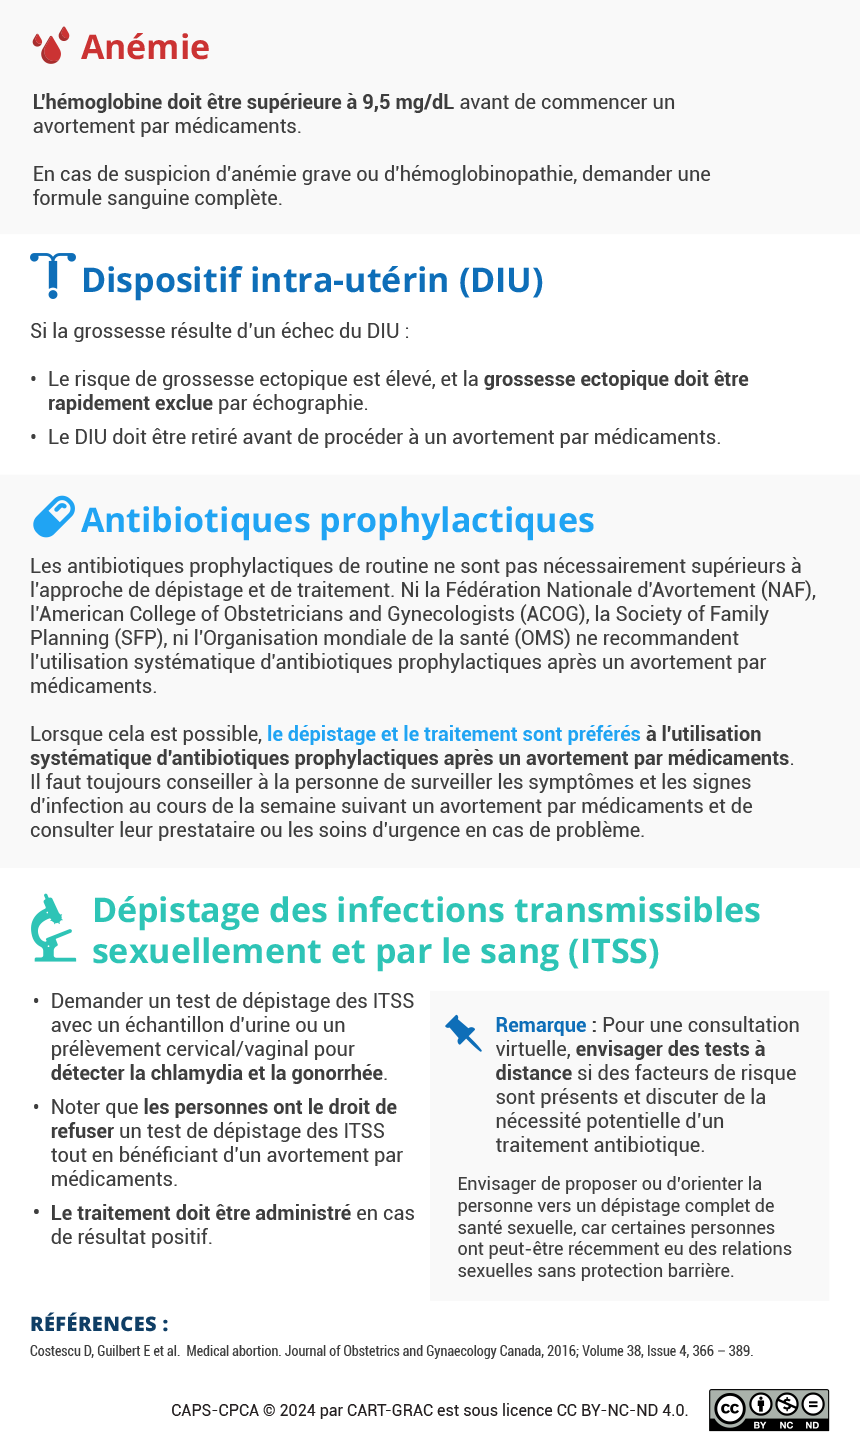 Anémie
L'hémoglobine doit être supérieure à 9,5 mg/dL avant de commencer un
avortement par médicaments.
En cas de suspicion d'anémie grave ou d'hémoglobinopathie, demander une
formule sanguine complète.
Dispositif intra-utérin (DIU)
Si la grossesse résulte d'un échec du DIU :
• Le risque de grossesse ectopique est élevé, et la grossesse ectopique doit être
rapidement exclue par échographie.
• Le DIU doit être retiré avant de procéder à un avortement par médicaments.
Antibiotiques prophylactiques
Les antibiotiques prophylactiques de routine ne sont pas nécessairement supérieurs à
l'approche de dépistage et de traitement. Ni la Fédération Nationale d'Avortement (NAF),
l'American College of Obstetricians and Gynecologists (ACOG), la Society of Family
Planning (SFP), ni l'Organisation mondiale de la santé (OMS) ne recommandent
l'utilisation systématique d'antibiotiques prophylactiques après un avortement par
médicaments.
Lorsque cela est possible, le dépistage et le traitement sont préférés à l'utilisation
systématique d'antibiotiques prophylactiques après un avortement par médicaments.
Il faut toujours conseiller à la personne de surveiller les symptômes et les signes
d'infection au cours de la semaine suivant un avortement par médicaments et de
consulter leur prestataire ou les soins d'urgence en cas de problème.
Dépistage des infections transmissibles
sexuellement et par le sang (ITSS)
• Demander un test de dépistage des ITSS
avec un échantillon d'urine ou un
prélèvement cervical/vaginal pour
détecter la chlamydia et la gonorrhée.
• Noter que les personnes ont le droit de
refuser un test de dépistage des ITSS
tout en bénéficiant d'un avortement par
médicaments.
• Le traitement doit être administré en cas
de résultat positif.
Remarque : Pour une consultation
virtuelle, envisager des tests à
distance si des facteurs de risque
sont présents et discuter de la
nécessité potentielle d'un
traitement antibiotique.
Envisager de proposer ou d'orienter la
personne vers un dépistage complet de
santé sexuelle, car certaines personnes
ont peut-être récemment eu des relations
sexuelles sans protection barrière.
RÉFÉRENCES :
Costescu D, Guilbert E et al. Medical abortion. Journal of Obstetrics and Gynaecology Canada, 2016; Volume 38, Issue 4, 366 – 389.
CAPS-CPCA © 2024 par CART-GRAC est sous licence CC BY-NC-ND 4.0.
cc BY NC ND